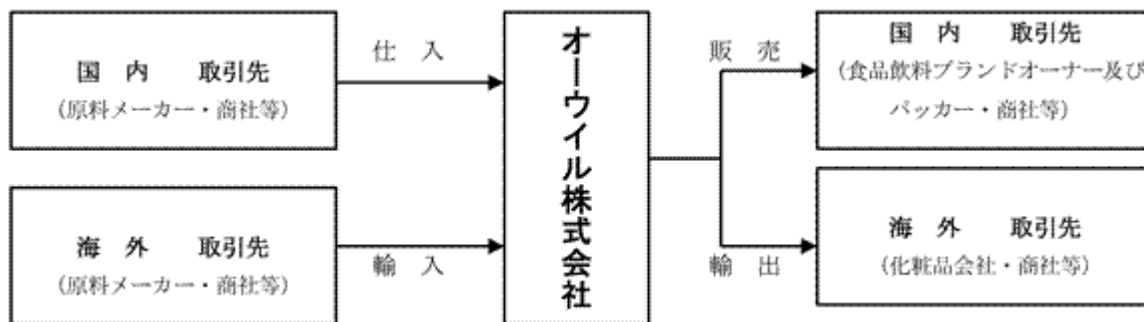 国内 取引先
(原料メーカー・商社等)
仕入
海外 取引先
(原料メーカー・商社等)
輸入
オーウイル株式会社
販売
国内 取引先
(食品飲料ブランドオーナー及び
パッカー・商社等)
輸出
海外 取引先
(化粧品会社・商社等)